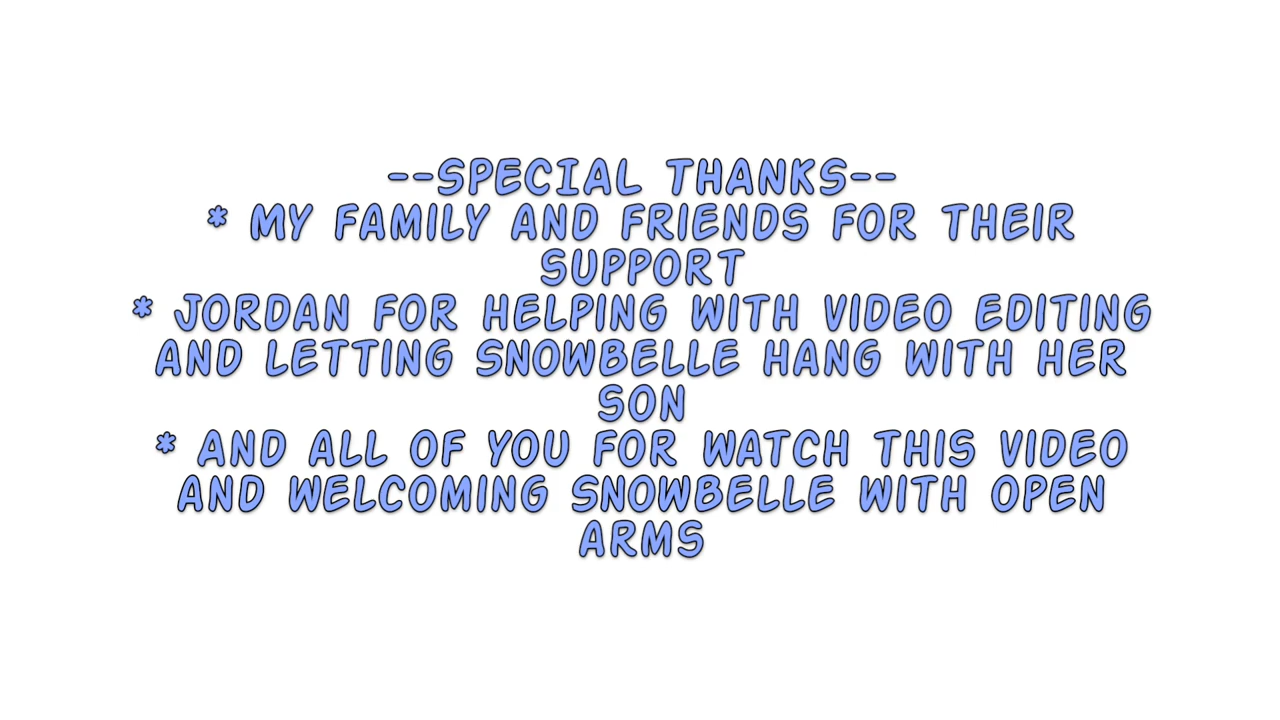 --SPECIAL THANKS--
* MY FAMILY AND FRIENDS FOR THEIR
SUPPORT
* JORDAN FOR HELPING WITH VIDEO EDITING
AND LETTING SNOWBELLE HANG WITH HER
SON
* AND ALL OF YOU FOR WATCH THIS VIDEO
AND WELCOMING SNOWBELLE WITH OPEN
ARMS